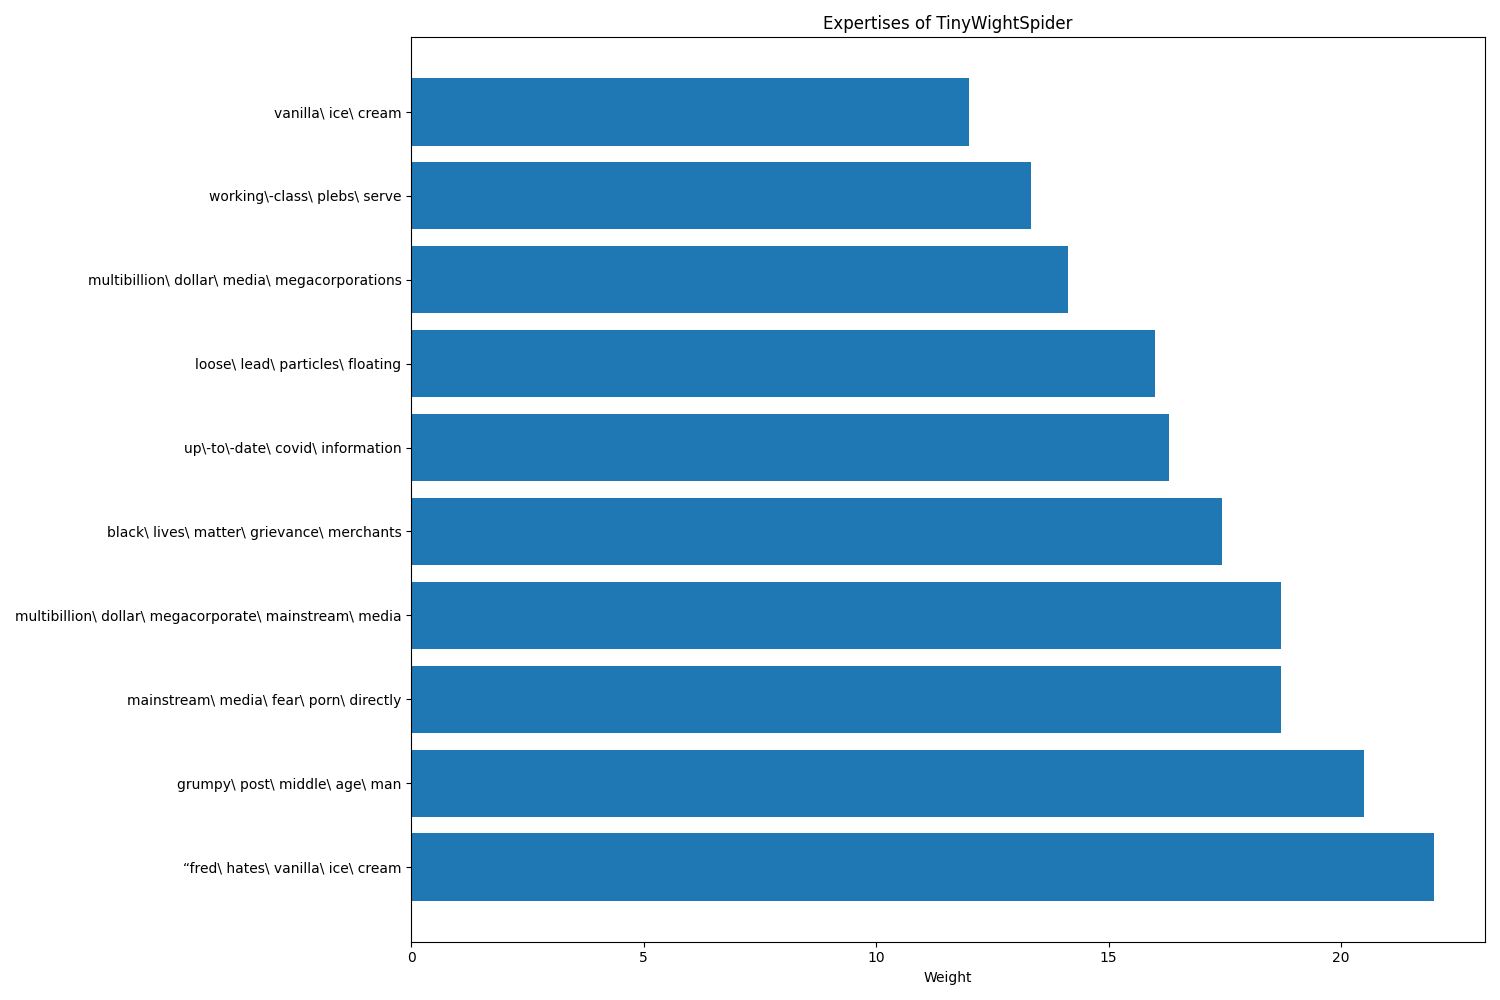 Expertises of TinyWightSpider
vanilla\ ice\ cream
working\-class\ plebs\ serve
multibillion\ dollar\ media\ megacorporations
loose\ lead\ particles\ floating
up\-to\-date\ covid\ information
black\ lives\ matter\ grievance\ merchants
multibillion\ dollar\ megacorporate\ mainstream\ media
mainstream\ media\ fear\ porn\ directly
grumpy\ post\ middle\ age\ man
“fred\ hates\ vanilla\ ice\ cream
0 5 10 15 20
Weight